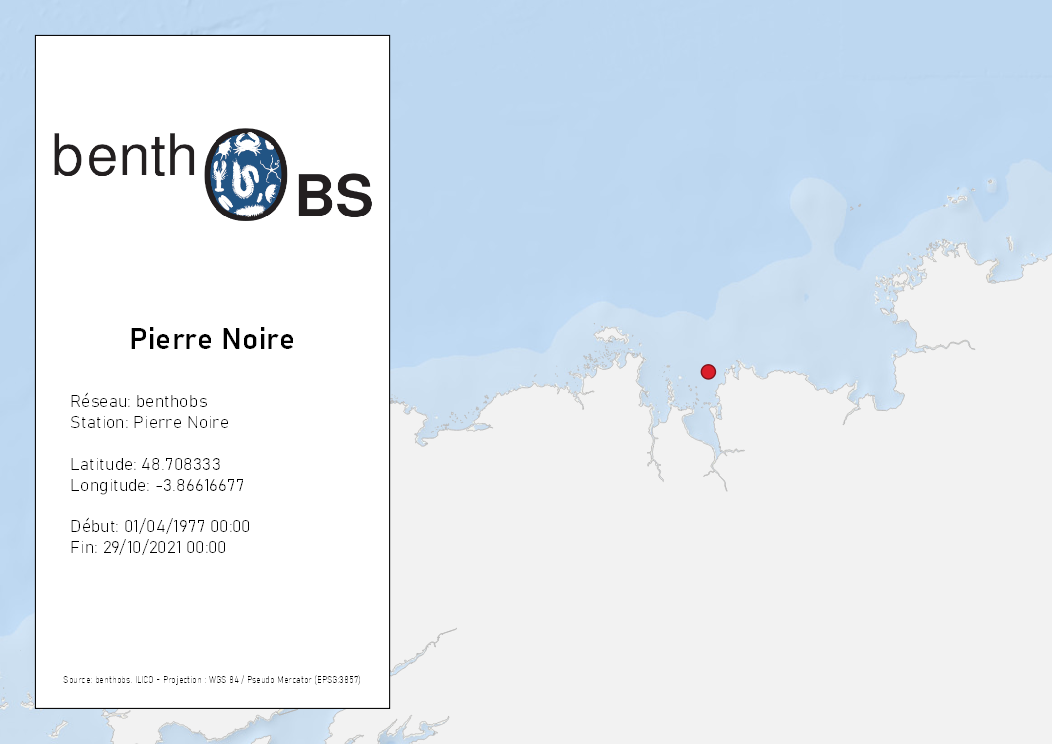 benthOBS
Pierre Noire
Réseau: benthobs
Station: Pierre Noire
Latitude: 48.708333
Longitude: -3.86616677
Début: 01/04/1977 00:00
Fin: 29/10/2021 00:00
Source: benthobs. ILICO - Projection : WGS 84 / Pseudo Mercator (EPSG:3857)